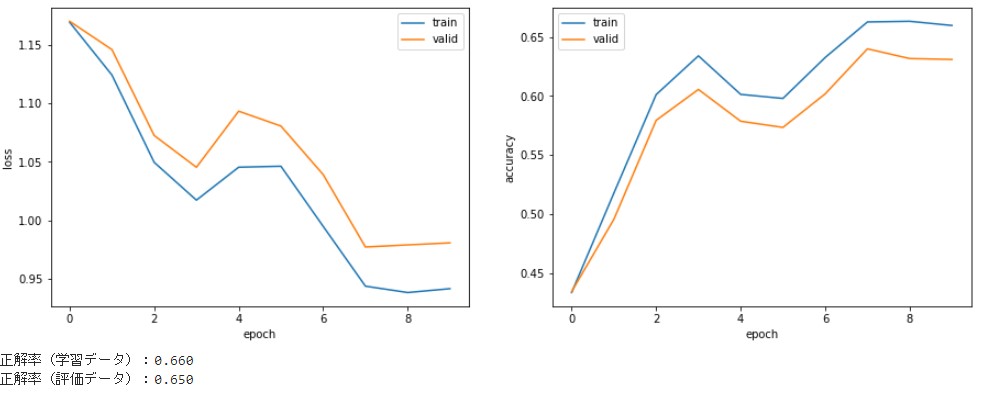 1.15
1.10
1.05
1.00
0.95
loss
0 2 4 6 8
epoch
train
valid
0.65
0.60
0.55
0.50
0.45
accuracy
0 2 4 6 8
epoch
train
valid
正解率（学習データ）：0.660
正解率（評価データ）：0.650